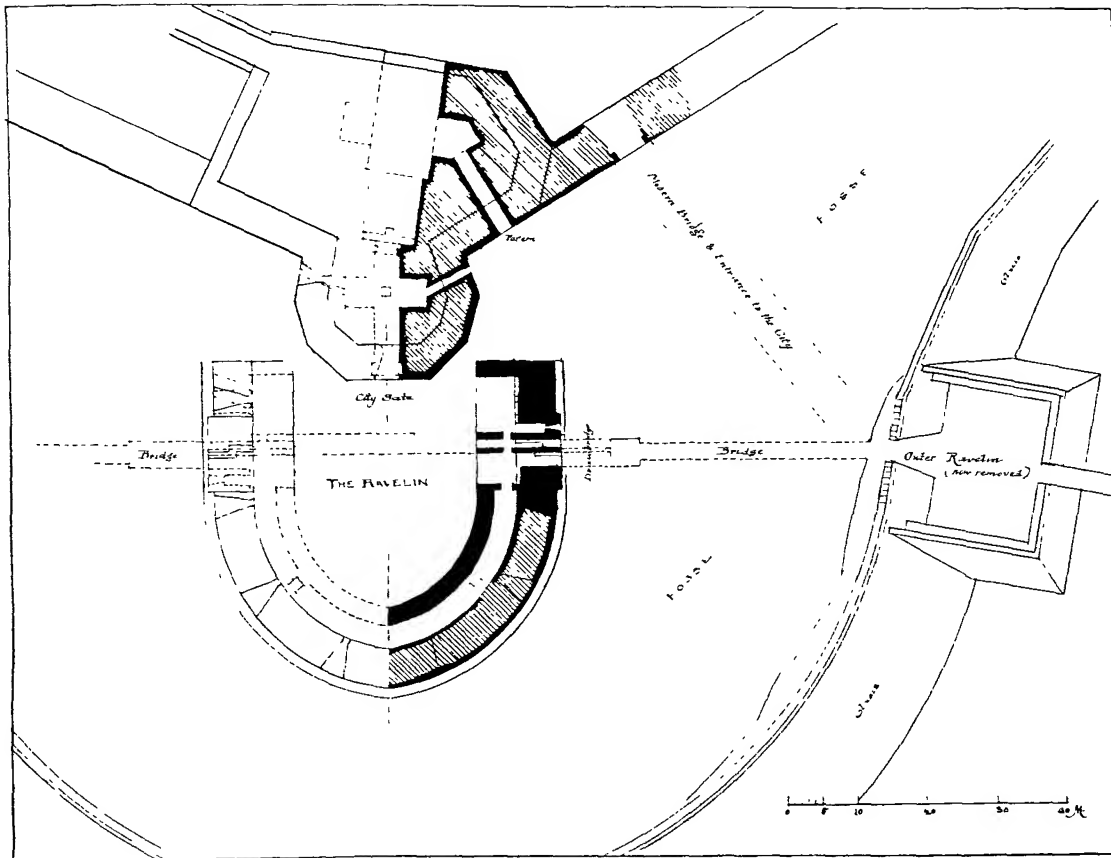 FOSSE
Modern Bridge & Entrance to the City
Glacis
City Gate
Drawbridge
Bridge
THE RAVELIN
Bridge
Outer Ravelin
(now removed)
FOSSE
Glacis
0 5 10 20 30 40 M